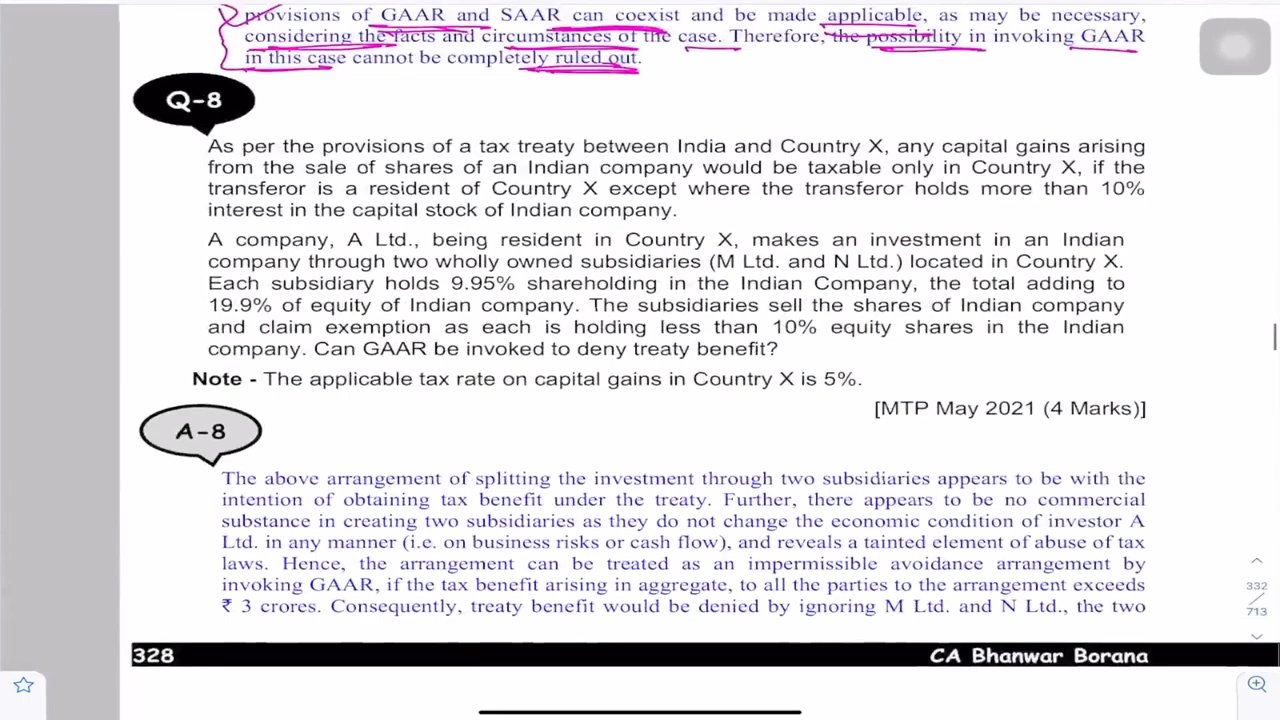 provisions of GAAR and SAAR can coexist and be made applicable, as may be necessary,
considering the facts and circumstances of the case. Therefore, the possibility in invoking GAAR
in this case cannot be completely ruled out.
Q-8
As per the provisions of a tax treaty between India and Country X, any capital gains arising
from the sale of shares of an Indian company would be taxable only in Country X, if the
transferor is a resident of Country X except where the transferor holds more than 10%
interest in the capital stock of Indian company.
A company, A Ltd., being resident in Country X, makes an investment in an Indian
company through two wholly owned subsidiaries (M Ltd. and N Ltd.) located in Country X.
Each subsidiary holds 9.95% shareholding in the Indian Company, the total adding to
19.9% of equity of Indian company. The subsidiaries sell the shares of Indian company
and claim exemption as each is holding less than 10% equity shares in the Indian
company. Can GAAR be invoked to deny treaty benefit?
Note - The applicable tax rate on capital gains in Country X is 5%.
[MTP May 2021 (4 Marks)]
A-8
The above arrangement of splitting the investment through two subsidiaries appears to be with the
intention of obtaining tax benefit under the treaty. Further, there appears to be no commercial
substance in creating two subsidiaries as they do not change the economic condition of investor A
Ltd. in any manner (i.e. on business risks or cash flow), and reveals a tainted element of abuse of tax
laws. Hence, the arrangement can be treated as an impermissible avoidance arrangement by
invoking GAAR, if the tax benefit arising in aggregate, to all the parties to the arrangement exceeds
₹ 3 crores. Consequently, treaty benefit would be denied by ignoring M Ltd. and N Ltd., the two
332
713
328
CA Bhanwar Borana